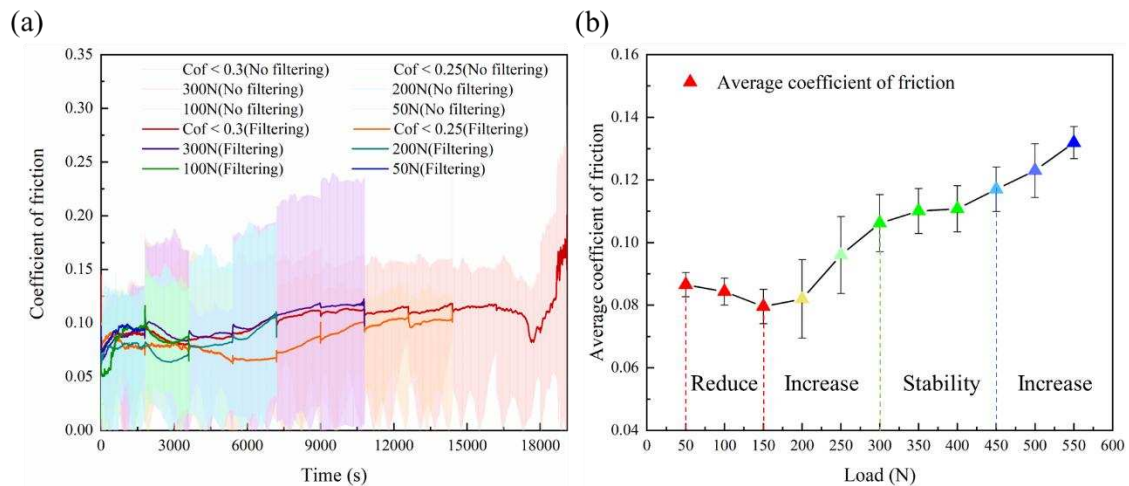 (a)
(b)
0.35
0.30
0.25
0.20
0.15
0.10
0.05
0.00
Coefficient of friction
Cof < 0.3(No filtering)
Cof < 0.25(No filtering)
300N(No filtering)
200N(No filtering)
100N(No filtering)
50N(No filtering)
Cof < 0.3(Filtering)
Cof < 0.25(Filtering)
300N(Filtering)
200N(Filtering)
100N(Filtering)
50N(Filtering)
0
3000
6000
9000
12000
15000
18000
Time (s)
0.16
0.14
0.12
0.10
0.08
0.06
0.04
Average coefficient of friction
Average coefficient of friction
Reduce
Increase
Stability
Increase
0
50
100
150
200
250
300
350
400
450
500
550
600
Load (N)